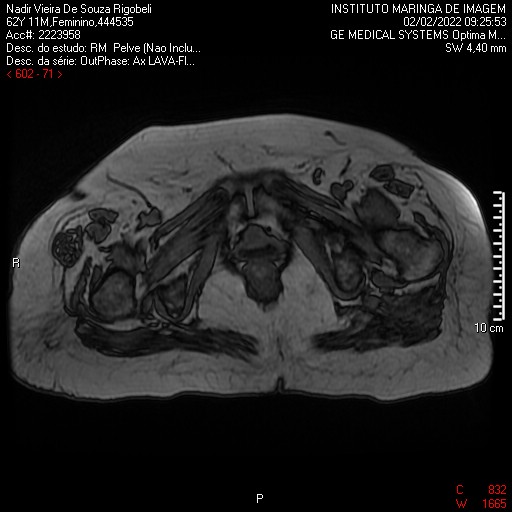 Nadir Vieira De Souza Rigobeli
62Y 11M,Feminino,444535
Acc#: 2223958
Desc. do estudo: RM Pelve (Nao Inclu...
Desc. da série: OutPhase: Ax LAVA-Fl...
< 602 - 71 >
INSTITUTO MARINGA DE IMAGEM
02/02/2022 09:25:53
GE MEDICAL SYSTEMS Optima M...
SW 4,40 mm
R
10 cm
P
C 832
W 1665